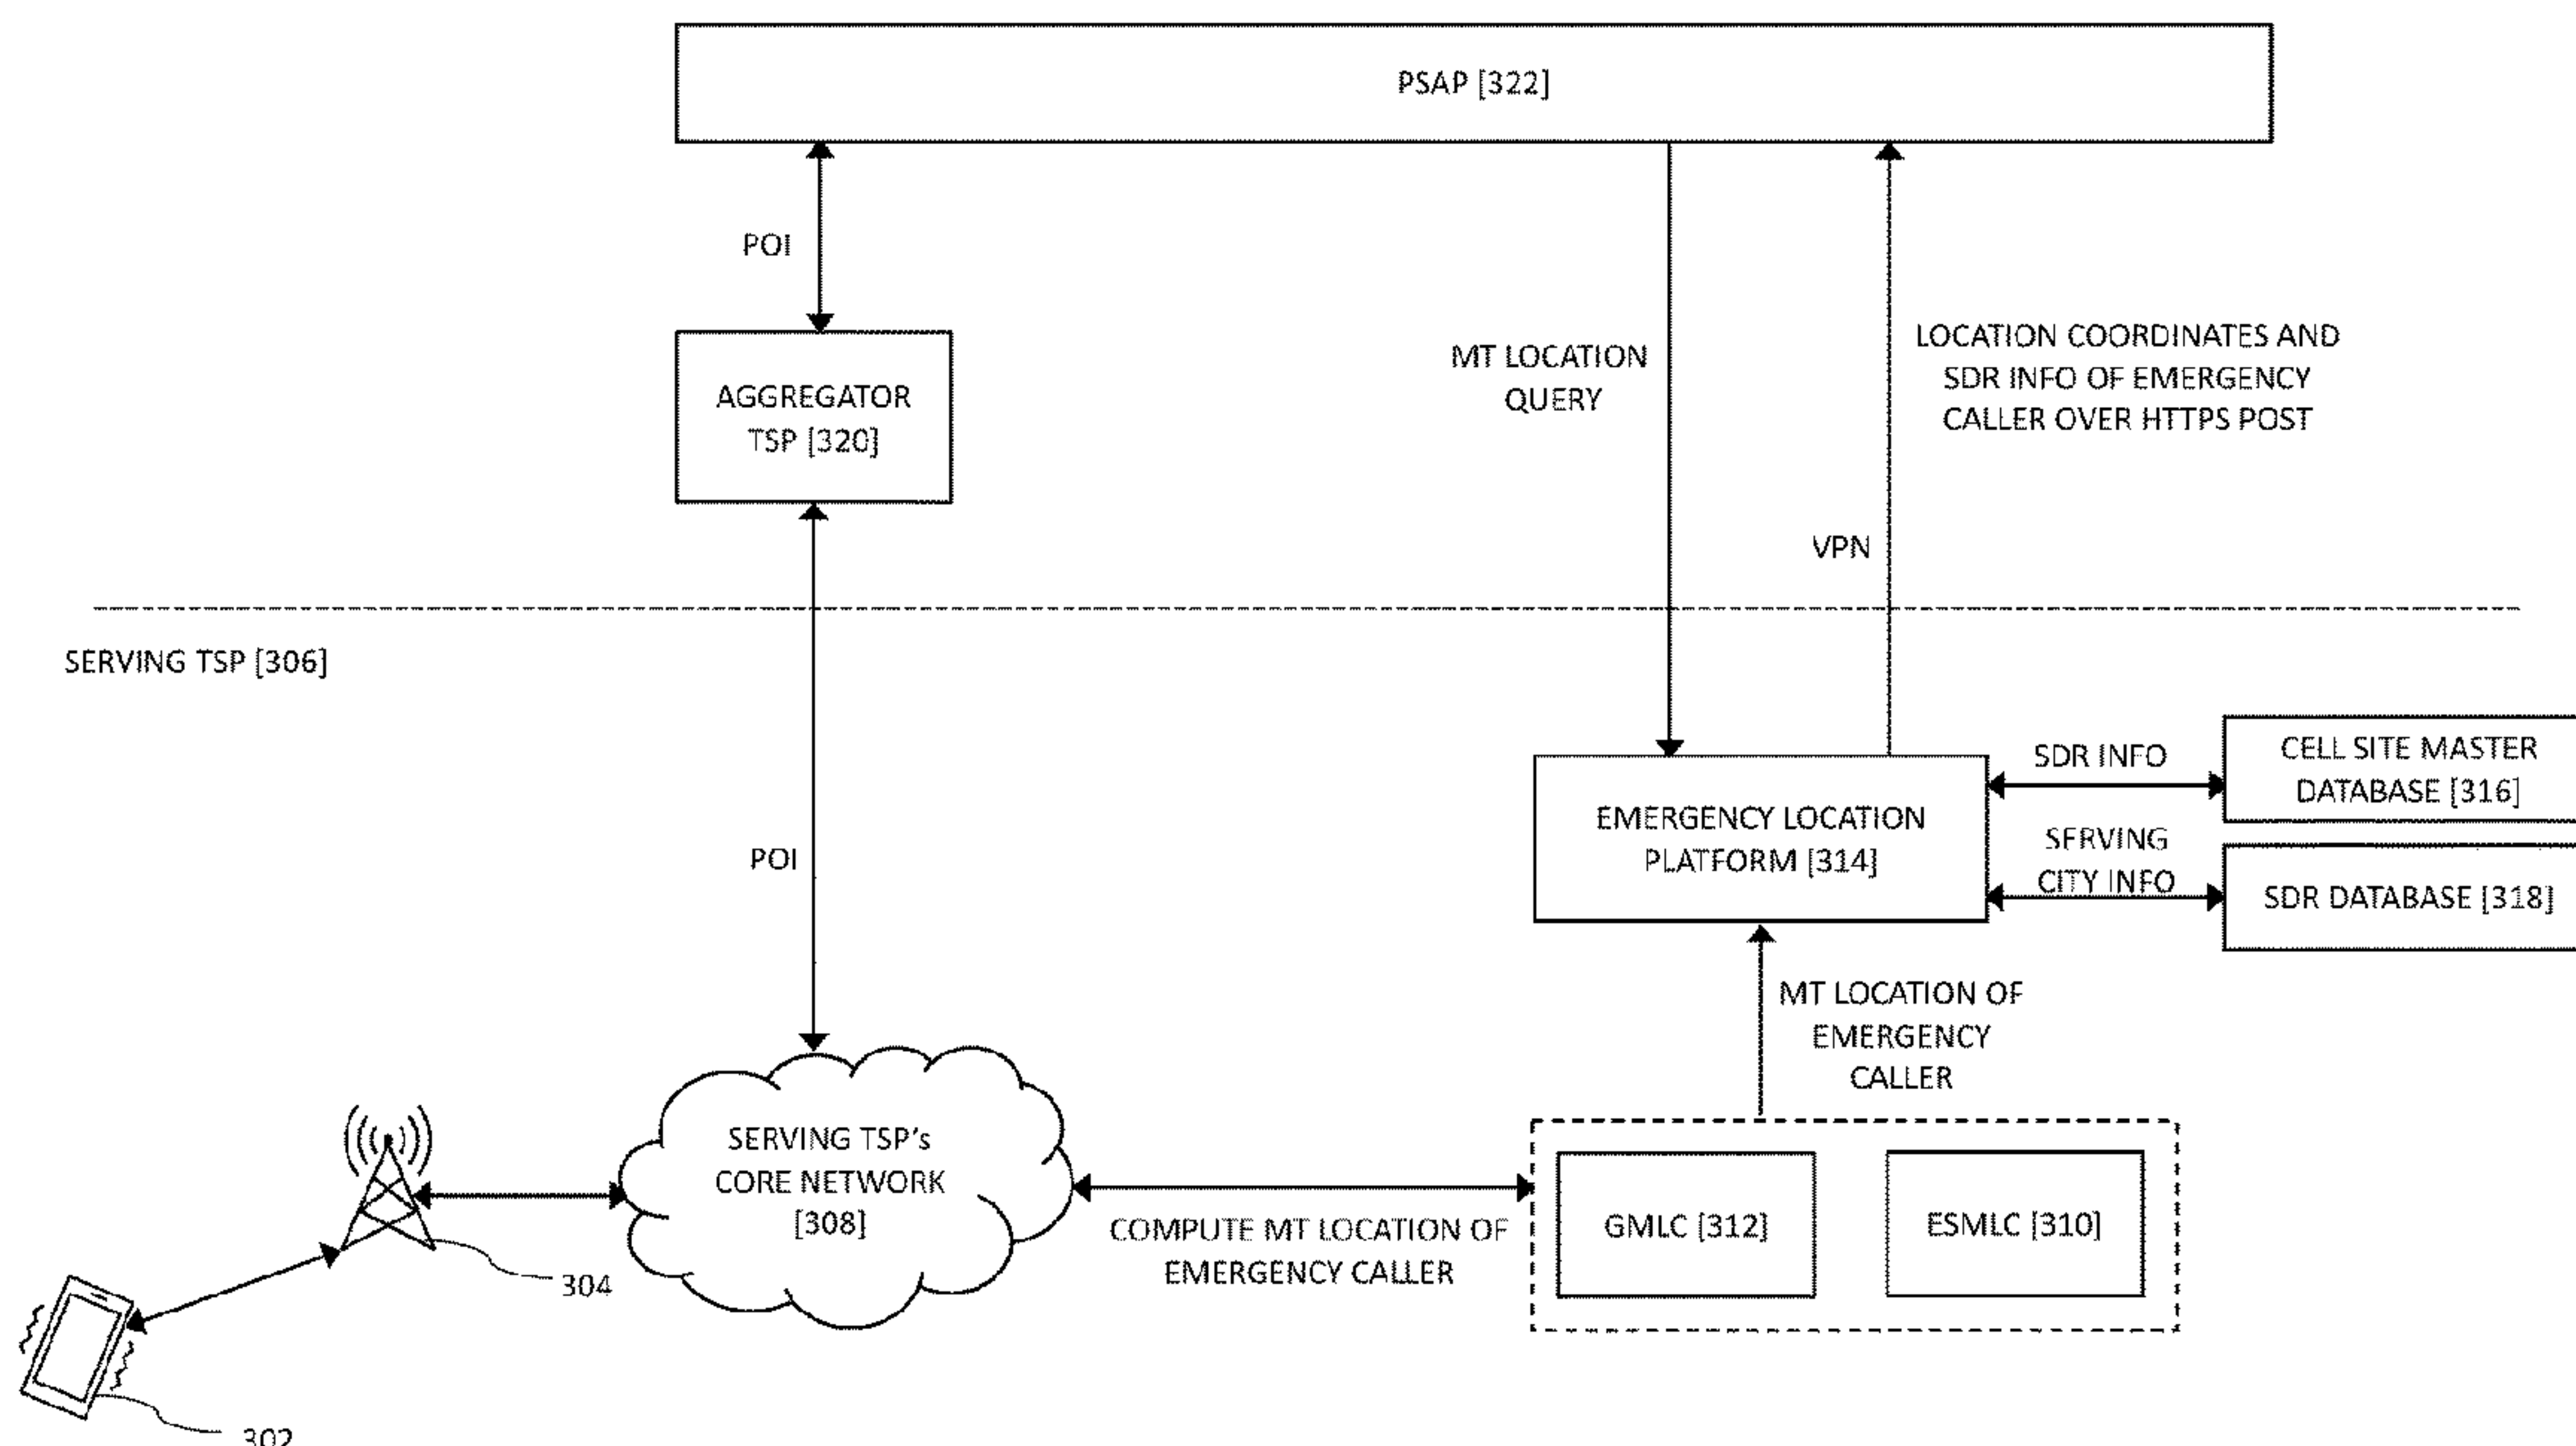 PSAP [322]
POI
AGGREGATOR
TSP [320]
MT LOCATION
QUERY
LOCATION COORDINATES AND
SDR INFO OF EMERGENCY
CALLER OVER HTTPS POST
VPN
SERVING TSP [306]
POI
EMERGENCY LOCATION
PLATFORM [314]
SDR INFO
CELL SITE MASTER
DATABASE [316]
SERVING
CITY INFO
SDR DATABASE [318]
MT LOCATION OF
EMERGENCY
CALLER
SERVING TSP's
CORE NETWORK
[308]
COMPUTE MT LOCATION OF
EMERGENCY CALLER
GMLC [312]
ESMLC [310]
304
302